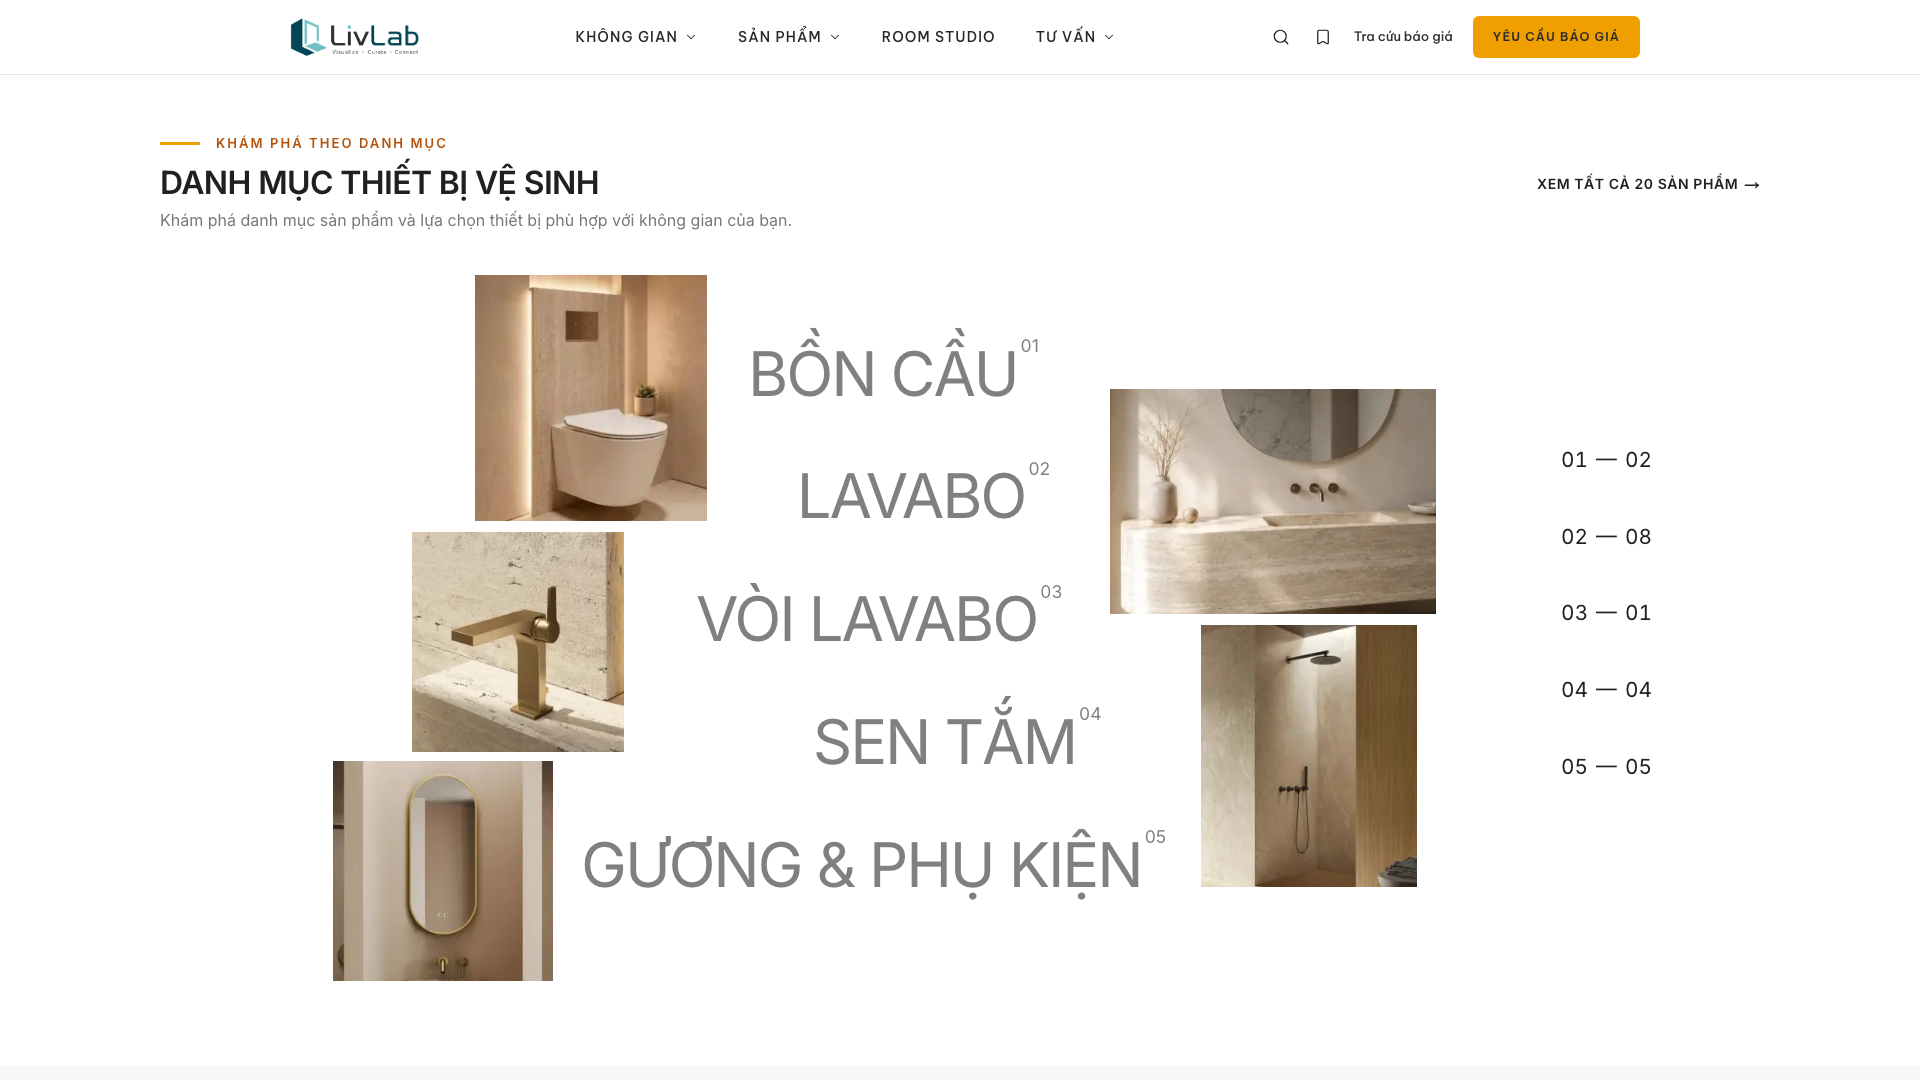 LivLab
Visualize • Curate • Connect
KHÔNG GIAN
SẢN PHẨM
ROOM STUDIO
TƯ VẤN
Tra cứu báo giá
YÊU CẦU BÁO GIÁ
KHÁM PHÁ THEO DANH MỤC
DANH MỤC THIẾT BỊ VỆ SINH
XEM TẤT CẢ 20 SẢN PHẨM →
Khám phá danh mục sản phẩm và lựa chọn thiết bị phù hợp với không gian của bạn.
BỒN CẦU 01
LAVABO 02
VÒI LAVABO 03
SEN TẮM 04
GƯƠNG & PHỤ KIỆN 05
01 — 02
02 — 08
03 — 01
04 — 04
05 — 05